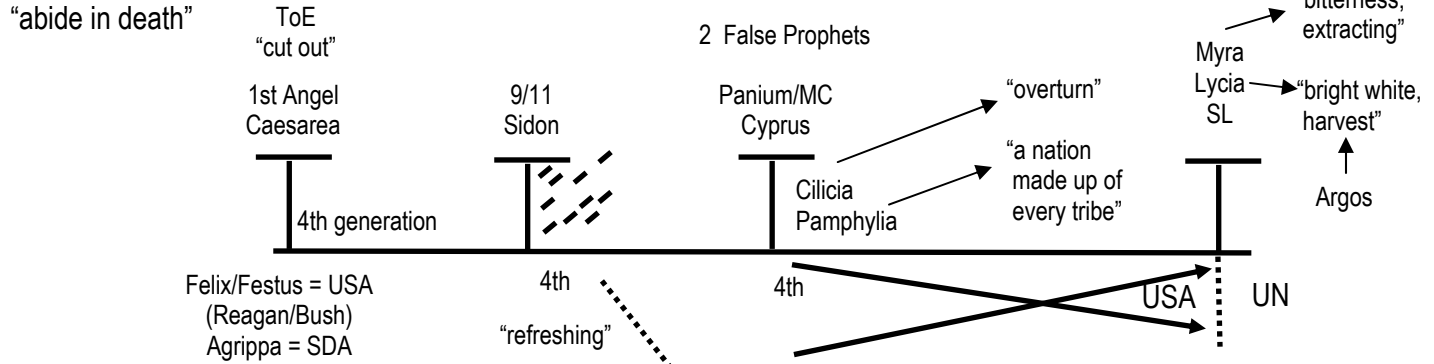 “abide in death”
ToE
“cut out”
1st Angel
Caesarea
4th generation
Felix/Festus = USA
(Reagan/Bush)
Agrippa = SDA
9/11
Sidon
4th
“refreshing”
2 False Prophets
Panium/MC
Cyprus
Cilicia
Pamphylia
4th
“overturn”
“a nation
made up of
every tribe”
Myra
Lycia
SL
bitterness,
extracting”
“bright white,
harvest”
Argos
USA
UN